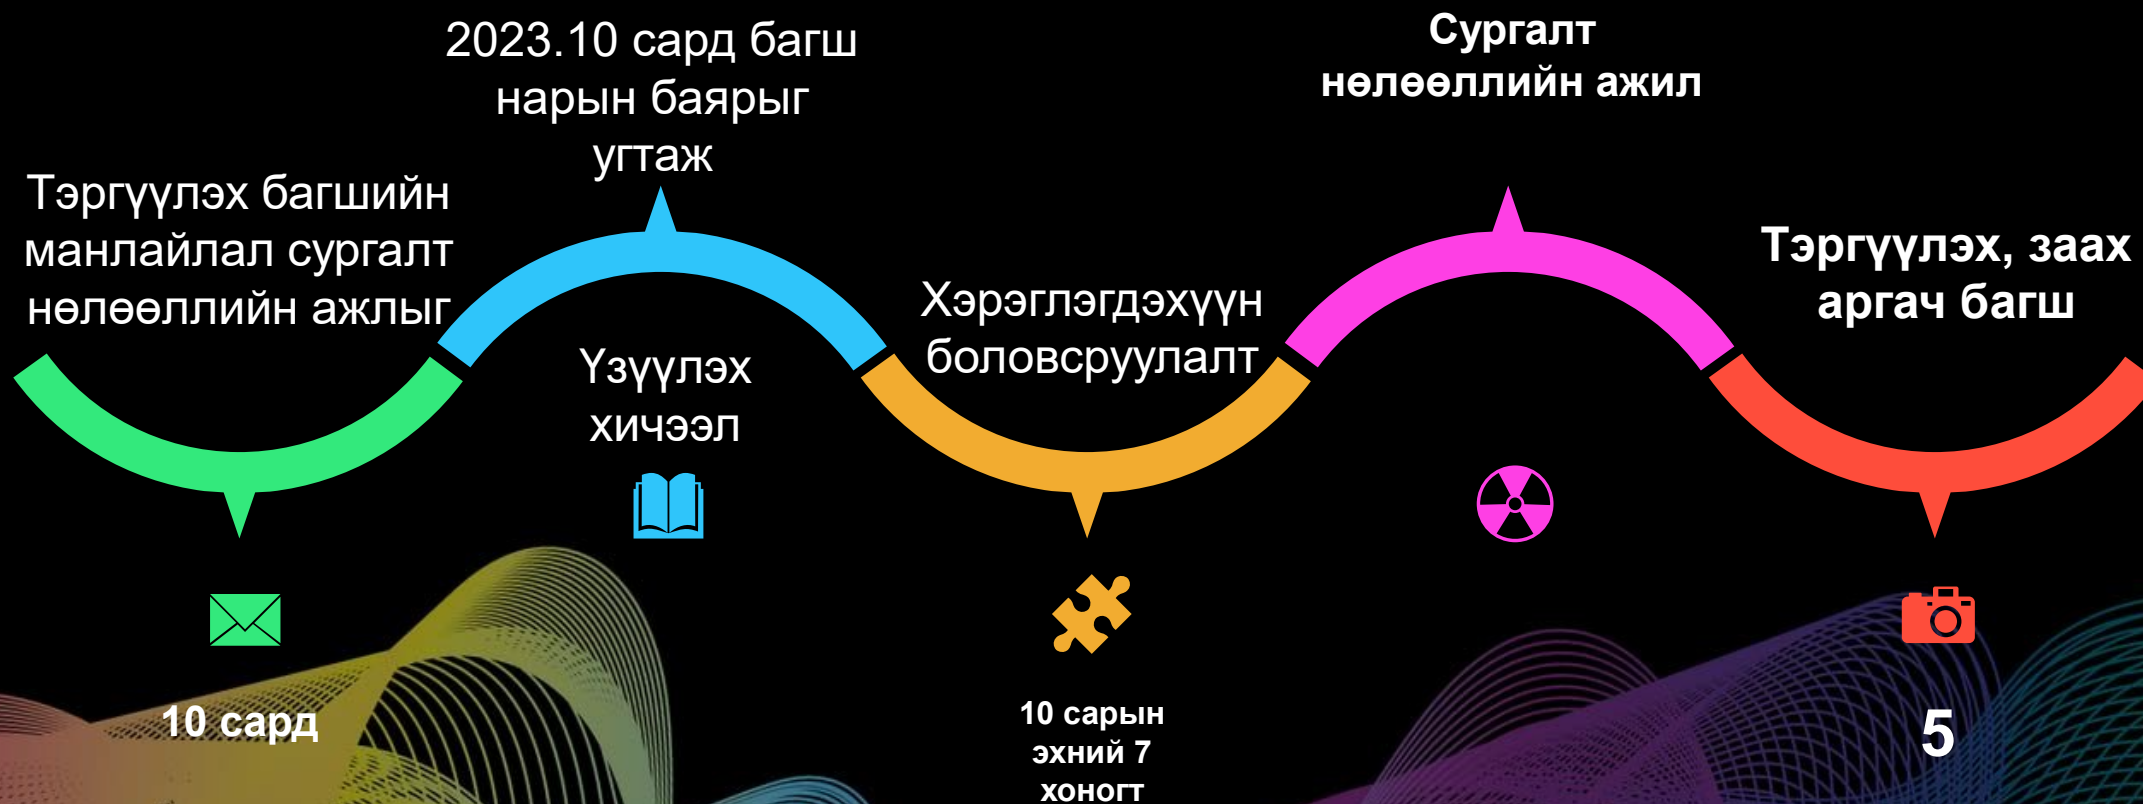 Тэргүүлэх багшийн
манлайлал сургалт
нөлөөллийн ажлыг
10 сард
2023.10 сард багш
нарын баярыг
угтаж
Үзүүлэх
хичээл
Хэрэглэгдэхүүн
боловсруулалт
10 сарын
эхний 7
хоногт
Сургалт
нөлөөллийн ажил
Тэргүүлэх, заах
аргач багш
5